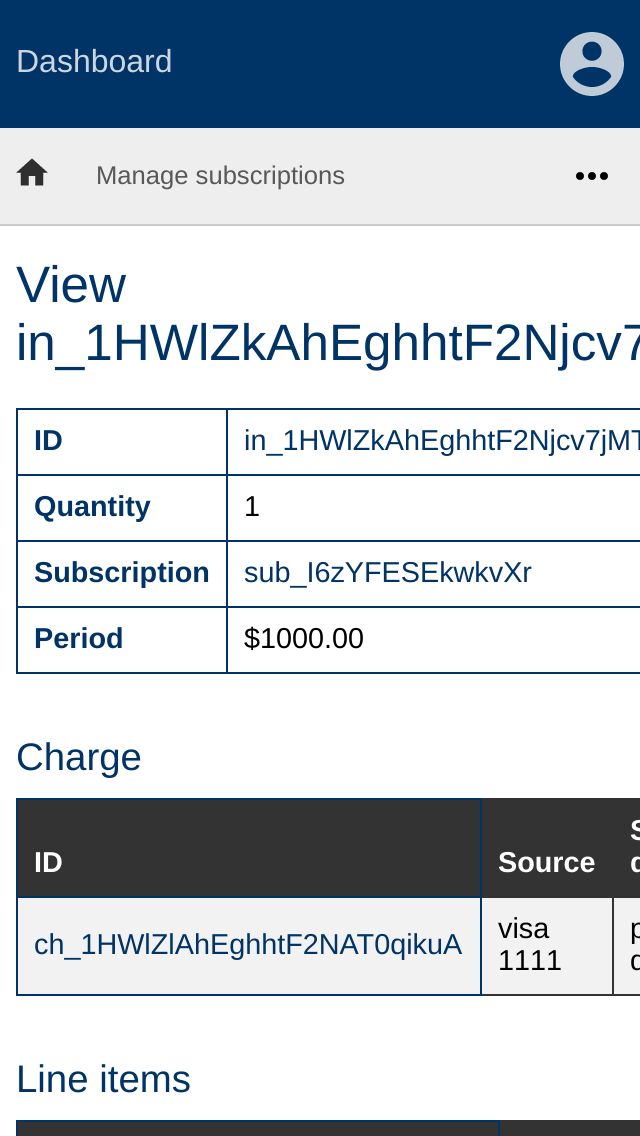 Dashboard
Manage subscriptions
View
in_1HWlZkAhEghhtF2Njcv7
ID
in_1HWlZkAhEghhtF2Njcv7jMT
Quantity
1
Subscription
sub_I6zYFESEkwkvXr
Period
$1000.00
Charge
ID
Source
ch_1HWlZlAhEghhtF2NAT0qikuA
visa
1111
Line items